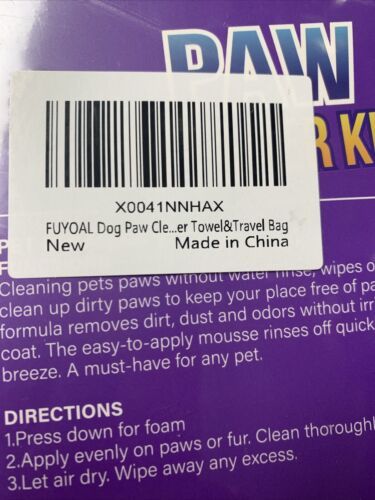 PAW
R KI
X0041NNHAX
FUYOAL Dog Paw Cle...er Towel&Travel Bag
New Made in China
Cleaning pets paws without water rinse, wipes o
clean up dirty paws to keep your place free of pa
formula removes dirt, dust and odors without irr
coat. The easy-to-apply mousse rinses off quick
breeze. A must-have for any pet.
DIRECTIONS
1.Press down for foam
2.Apply evenly on paws or fur. Clean thoroughl
3.Let air dry. Wipe away any excess.